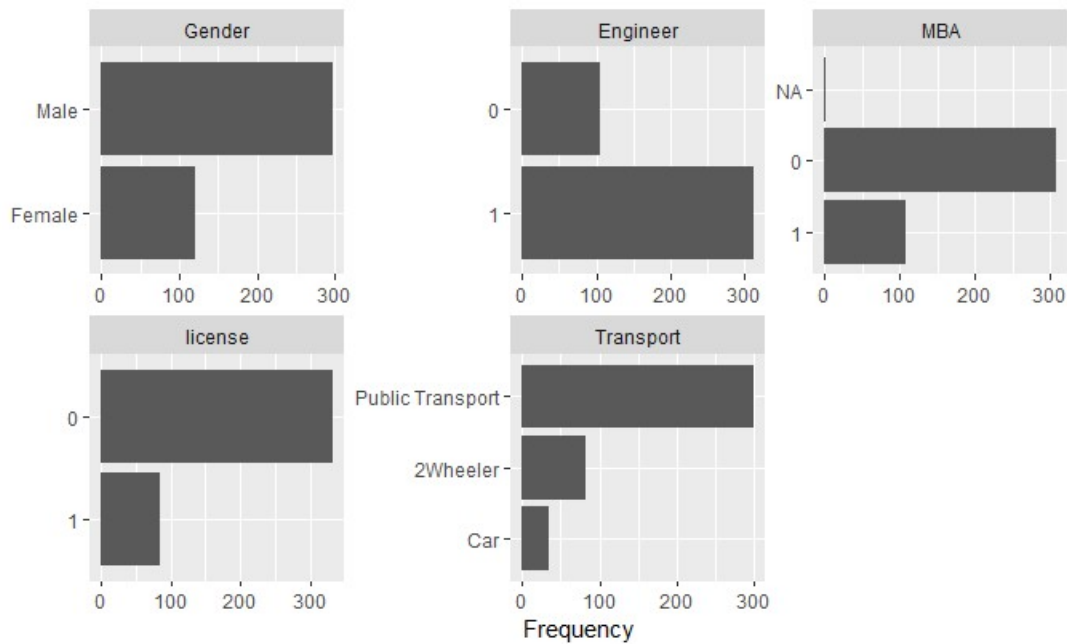 Gender
Male
Female
0 100 200 300
Engineer
0
1
0 100 200 300
MBA
NA
0
1
0 100 200 300
license
0
1
0 100 200 300
Transport
Public Transport
2Wheeler
Car
0 100 200 300
Frequency